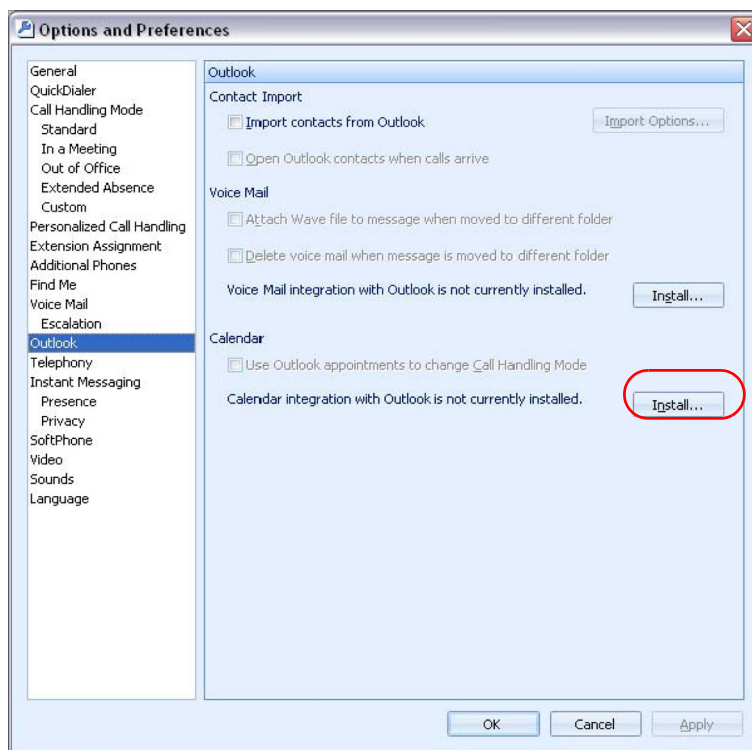 Options and Preferences
General
QuickDialer
Call Handling Mode
Standard
In a Meeting
Out of Office
Extended Absence
Custom
Personalized Call Handling
Extension Assignment
Additional Phones
Find Me
Voice Mail
Escalation
Outlook
Telephony
Instant Messaging
Presence
Privacy
SoftPhone
Video
Sounds
Language
Outlook
Contact Import
Import contacts from Outlook
Import Options...
Open Outlook contacts when calls arrive
Voice Mail
Attach Wave file to message when moved to different folder
Delete voice mail when message is moved to different folder
Voice Mail integration with Outlook is not currently installed.
Install...
Calendar
Use Outlook appointments to change Call Handling Mode
Calendar integration with Outlook is not currently installed.
Install...
OK
Cancel
Apply